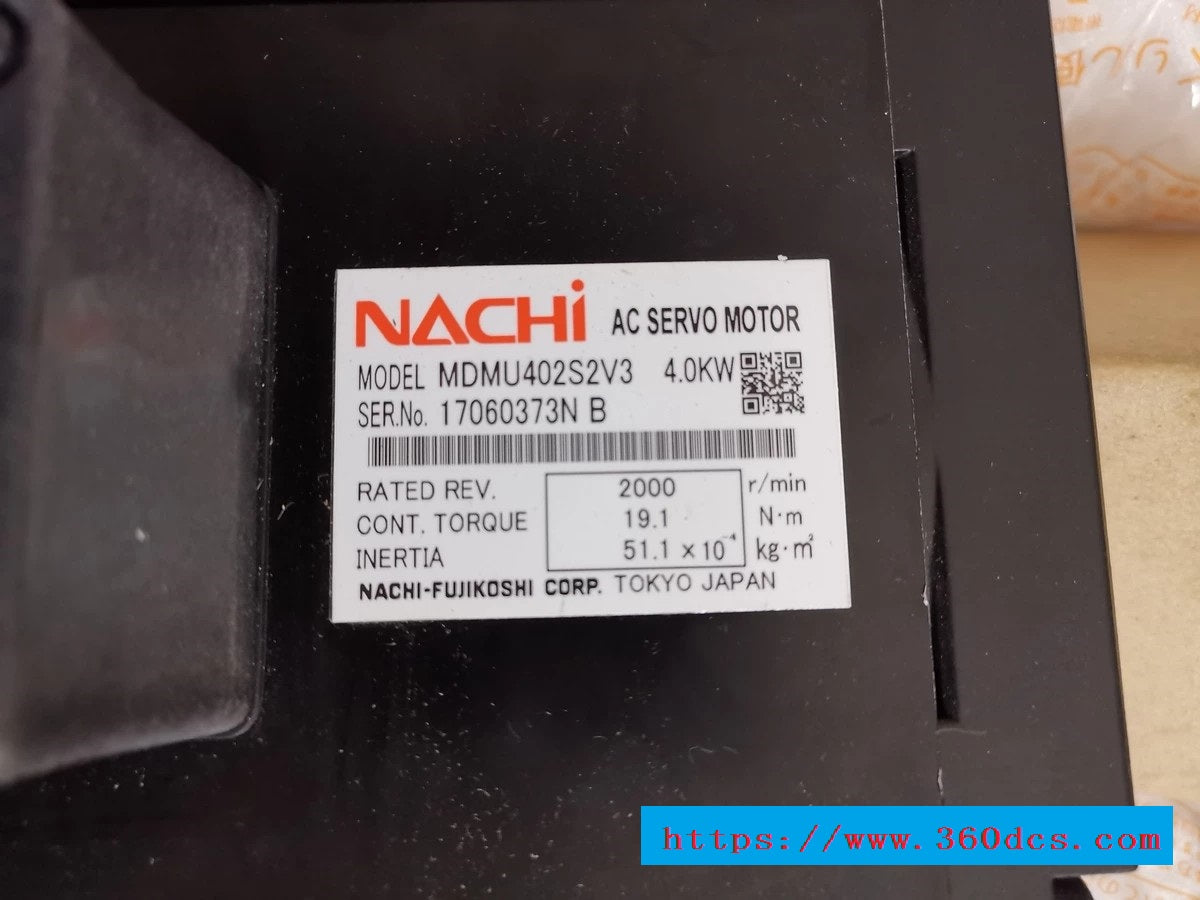 NACHi AC SERVO MOTOR
MODEL MDMU402S2V3 4.0KW
SER.No. 17060373N B
RATED REV. 2000 r/min
CONT. TORQUE 19.1 N·m
INERTIA 51.1 × 10⁻⁴ kg·m²
NACHI-FUJIKOSHI CORP. TOKYO JAPAN
https://www.360dcs.com